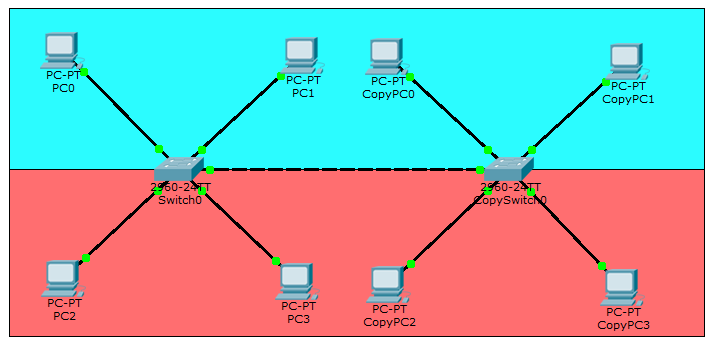 PC-PT
PC0
PC-PT
PC1
PC-PT
CopyPC0
PC-PT
CopyPC1
2960-24TT
Switch0
2960-24TT
CopySwitch0
PC-PT
PC2
PC-PT
PC3
PC-PT
CopyPC2
PC-PT
CopyPC3